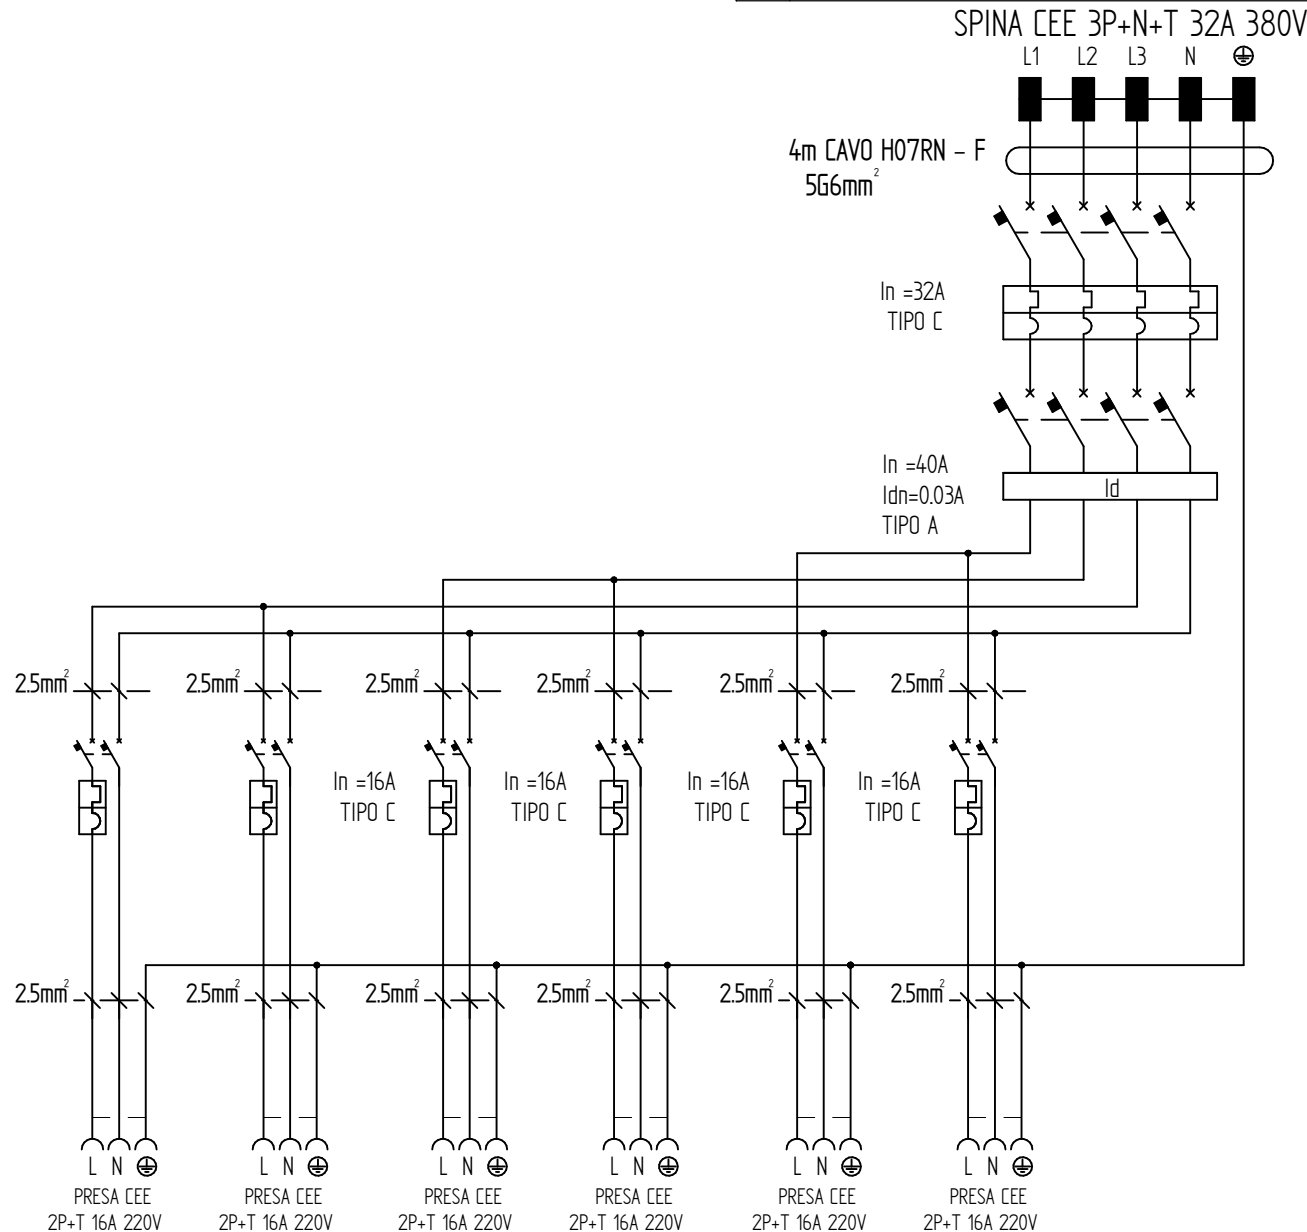 SPINA CEE 3P+N+T 32A 380V
L1 L2 L3 N
4m CAVO H07RN - F
5G6mm²
In =32A
TIPO C
In =40A
Idn=0.03A
TIPO A
Id
2.5mm² 2.5mm² 2.5mm² 2.5mm² 2.5mm² 2.5mm²
In =16A In =16A In =16A In =16A
TIPO C TIPO C TIPO C TIPO C
2.5mm² 2.5mm² 2.5mm² 2.5mm² 2.5mm² 2.5mm²
L N L N L N L N L N L N
PRESA CEE PRESA CEE PRESA CEE PRESA CEE PRESA CEE PRESA CEE
2P+T 16A 220V 2P+T 16A 220V 2P+T 16A 220V 2P+T 16A 220V 2P+T 16A 220V 2P+T 16A 220V